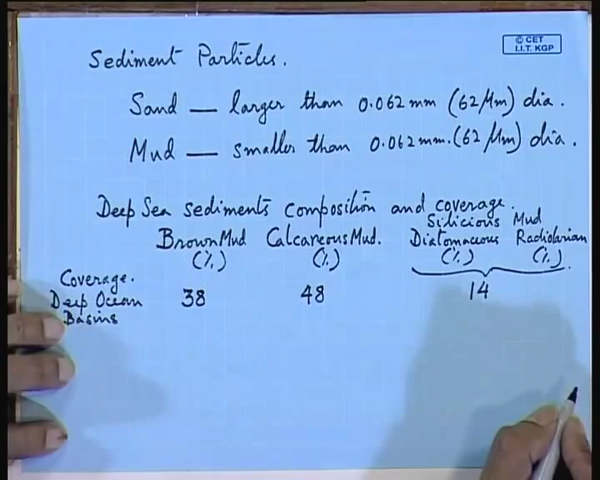 © CET
I.I.T. KGP
Sediment Particles.
Sand — larger than 0.062 mm (62 μm) dia.
Mud — smaller than 0.062 mm. (62 μm) dia.
Deep Sea sediments composition and coverage.
Silicious Mud
Brown Mud Calcareous Mud. Diatomaceous Radiolarian
(%) (%) (%) (%)
Coverage.
Deep Ocean 38 48 14
Basins